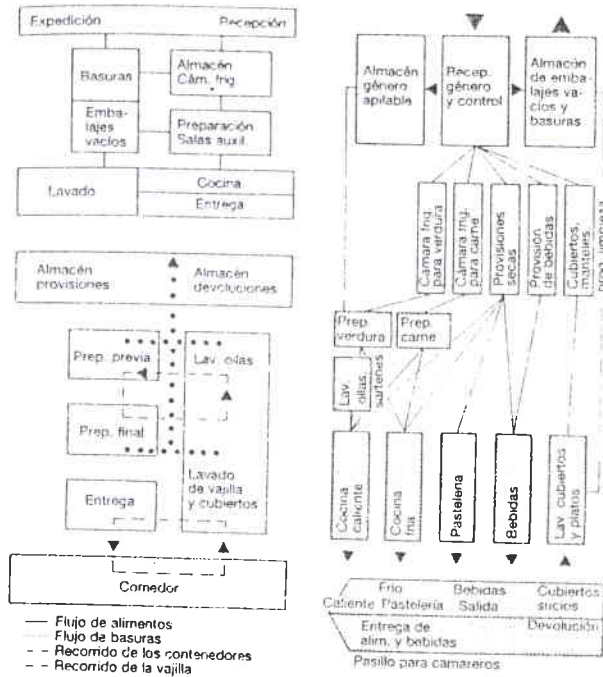 Expedición
Recepción
Basuras
Almacén
Cám. frig.
Emba-
lajes
vacíos
Preparación
Salas auxil.
Lavado
Cocina
Entrega
Almacén
provisiones
Almacén
devoluciones
Prep. previa
Lav. ollas
Prep. final
Lavado
de vajilla
y cubiertos
Entrega
Comedor
Flujo de alimentos
Flujo de basuras
Recorrido de los contenedores
Recorrido de la vajilla
Almacén
género
apilable
Recep.
género
y control
Almacén
de emba-
lajes va-
cíos y
basuras
Cámara frig.
para verdura
Cámara frig.
para carne
Provisiones
secas
Provisión
de bebidas
Cubiertos,
manteles
prod. limpieza
Prep.
verdura
Prep.
carne
Lav. ollas,
sartenes
Cocina
caliente
Cocina
fría
Pastelería
Bebidas
Lav. cubiertos
y platos
Frío
Bebidas
Cubiertos
Caliente Pastelería
Salida
sucios
Entrega de
alim. y bebidas
Devolución
Pasillo para camareros